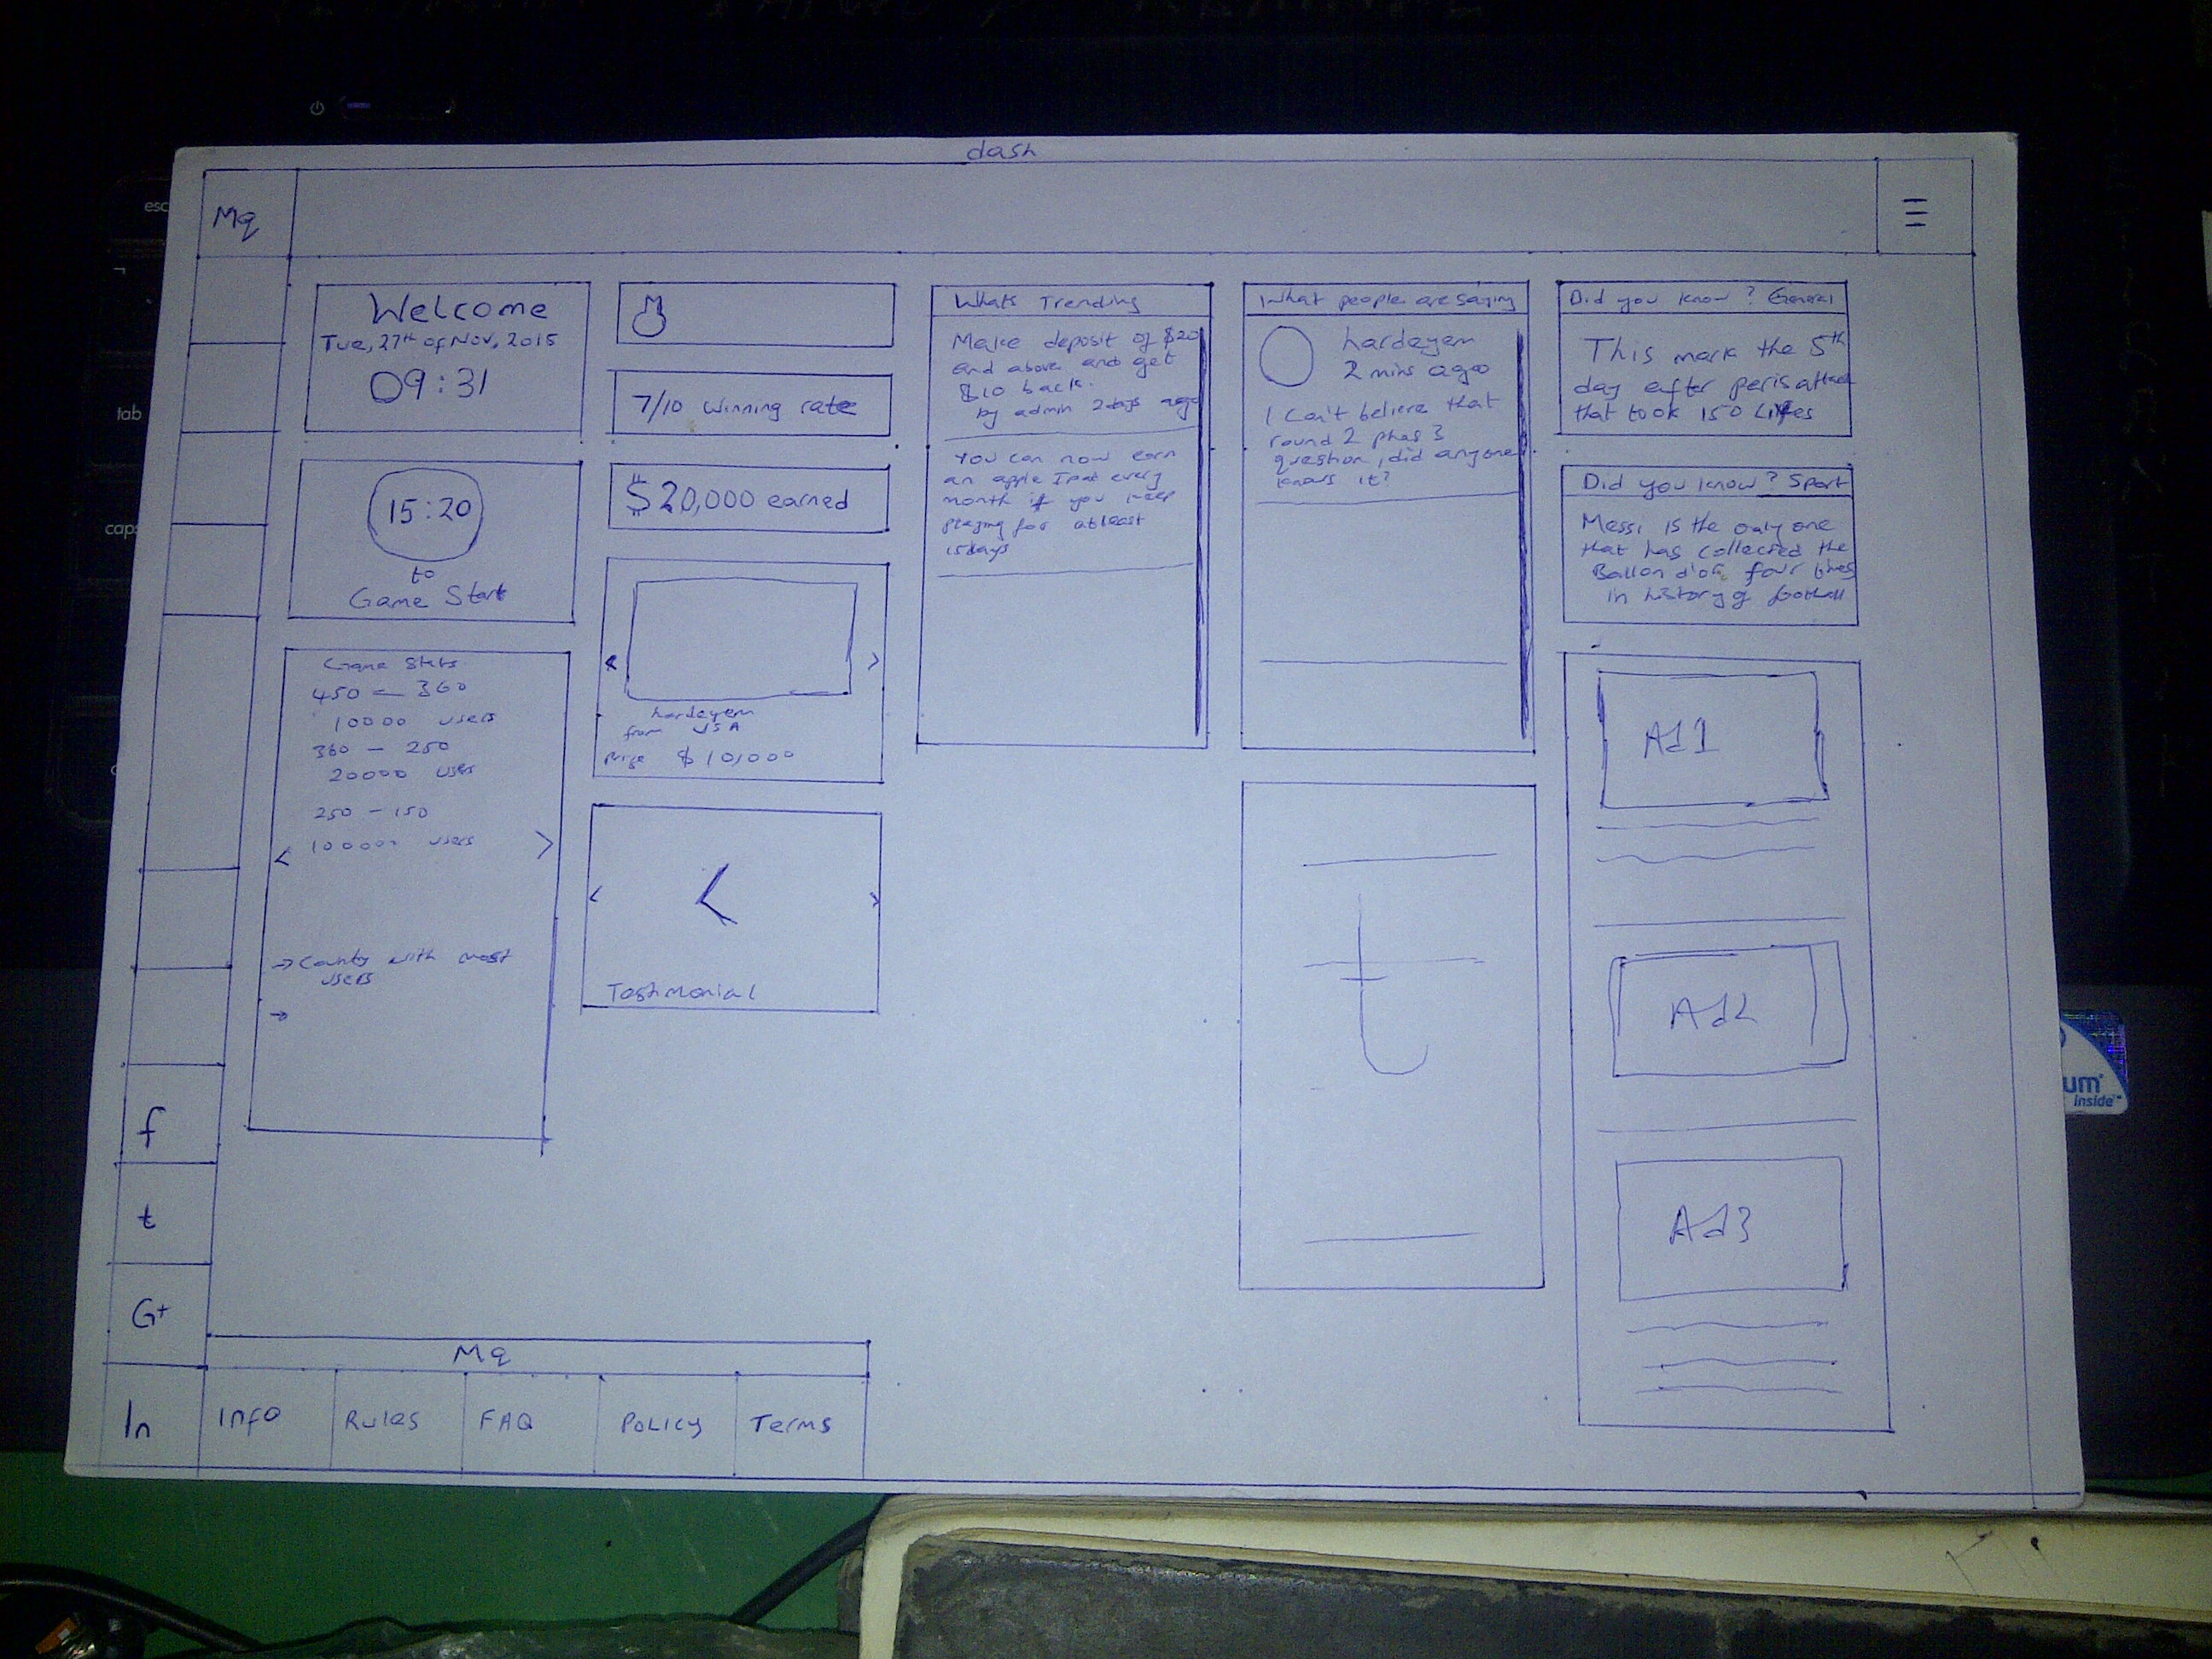 dash
Mq
Welcome
Tue, 27th of Nov, 2015
09:31
15:20
to
Game Start
Game Stats
450 — 360
10000 users
360 — 250
20000 users
250 — 150
users
→ County with most
users
→
7/10 winning rate
$20,000 earned
hardeyem
from USA
Prize $10,000
Testimonial
Whats Trending
Make deposit of $20
and above and get
$10 back.
by admin 2days ago
You can now earn
an apple every
month if you keep
playing for atleast
15days
What people are saying
hardeyem
2 mins ago
I Can't believe that
round 2 phas 3
question, did anyone
knows it?
t
Did you know? General
This mark the 5th
day after peris attack
that took 150 Lifes
Did you know? Sport
Messi is the only one
that has collected the
Ballon d'or four times
in history of football
Ad1
Ad2
Ad3
f
t
G+
In
Mq
Info
Rules
FAQ
Policy
Terms
esc
tab
caps
um
inside™